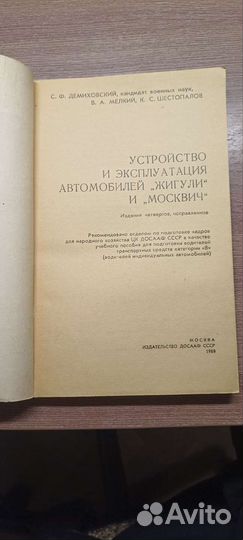 С. Ф. ДЕМИХОВСКИЙ, кандидат военных наук,
В. А. МЕЛКИЙ, К. С. ШЕСТОПАЛОВ
УСТРОЙСТВО
И ЭКСПЛУАТАЦИЯ
АВТОМОБИЛЕЙ „ЖИГУЛИ“
И „МОСКВИЧ“
Издание четвертое, исправленное
Рекомендовано отделом по подготовке кадров
для народного хозяйства ЦК ДОСААФ СССР в качестве
учебного пособия для подготовки водителей
транспортных средств категории «В»
(водителей индивидуальных автомобилей)
МОСКВА
ИЗДАТЕЛЬСТВО ДОСААФ СССР
1988
Avito